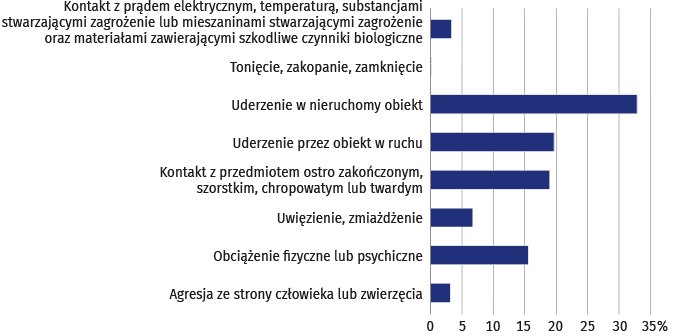 Kontakt z prądem elektrycznym, temperaturą, substancjami
stwarzającymi zagrożenie lub mieszaninami stwarzającymi zagrożenie
oraz materiałami zawierającymi szkodliwe czynniki biologiczne
Tonięcie, zakopanie, zamknięcie
Uderzenie w nieruchomy obiekt
Uderzenie przez obiekt w ruchu
Kontakt z przedmiotem ostro zakończonym,
szorstkim, chropowatym lub twardym
Uwięzienie, zmiażdżenie
Obciążenie fizyczne lub psychiczne
Agresja ze strony człowieka lub zwierzęcia
0 5 10 15 20 25 30 35%